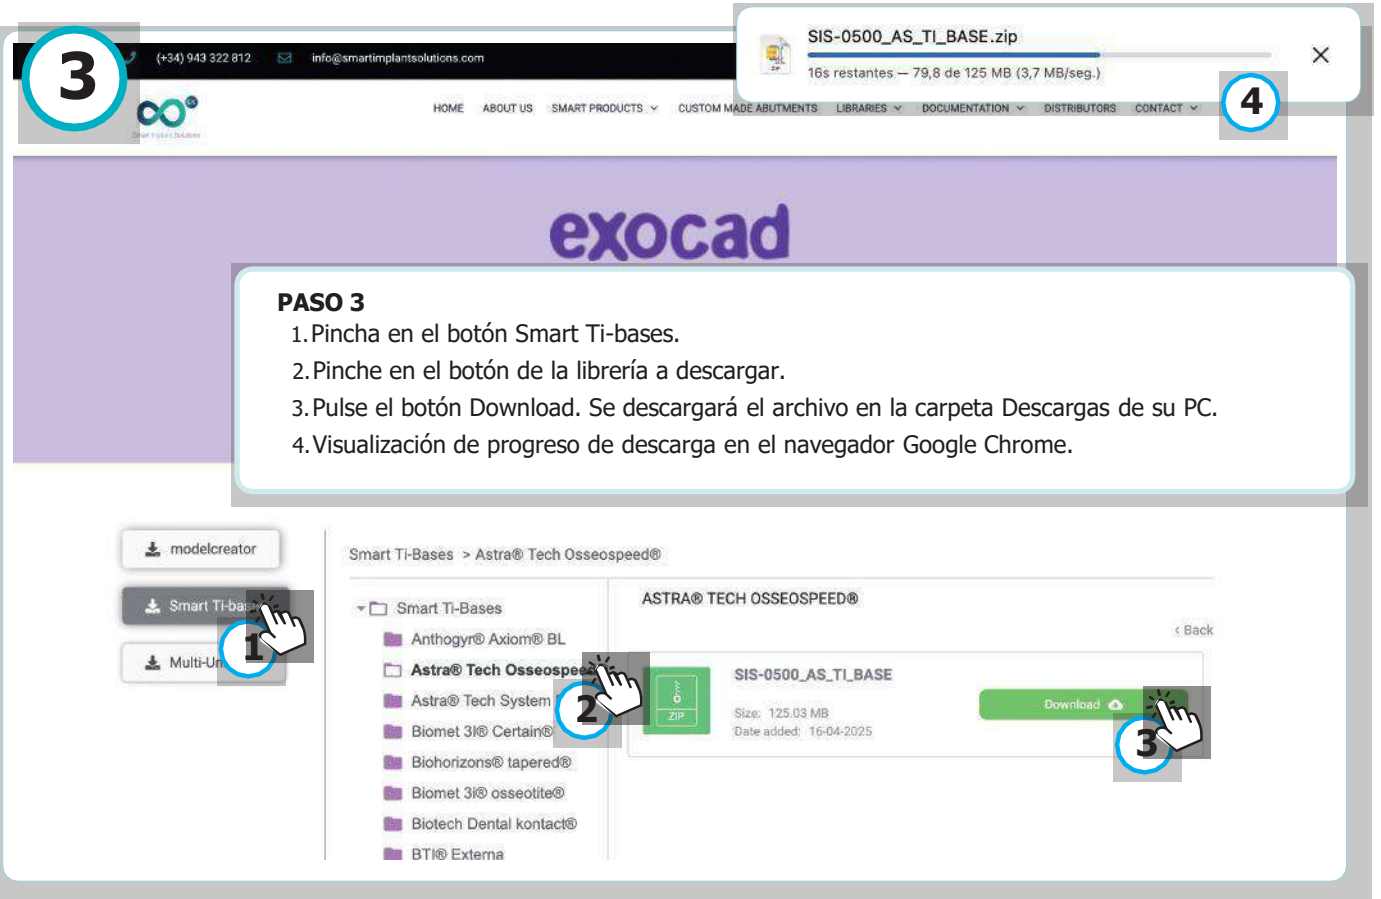 3
(+34) 943 322 812
info@smartimplantsolutions.com
SIS-0500_AS_TI_BASE.zip
16s restantes — 79,8 de 125 MB (3,7 MB/seg.)
4
HOME ABOUT US SMART PRODUCTS CUSTOM MADE ABUTMENTS LIBRARIES DOCUMENTATION DISTRIBUTORS CONTACT
exocad
PASO 3
1.Pincha en el botón Smart Ti-bases.
2.Pinche en el botón de la librería a descargar.
3.Pulse el botón Download. Se descargará el archivo en la carpeta Descargas de su PC.
4.Visualización de progreso de descarga en el navegador Google Chrome.
modelcreator
Smart Ti-bas
1
Multi-Un
Smart Ti-Bases > Astra® Tech Osseospeed®
Smart Ti-Bases
Anthogyr® Axiom® BL
Astra® Tech Osseospee
Astra® Tech System
2
Biomet 3I® Certain®
Biohorizons® tapered®
Biomet 3i® osseotite®
Biotech Dental kontact®
BTI® Externa
ASTRA® TECH OSSEOSPEED®
‹ Back
ZIP
SIS-0500_AS_TI_BASE
Size: 125.03 MB
Date added: 16-04-2025
Download
3